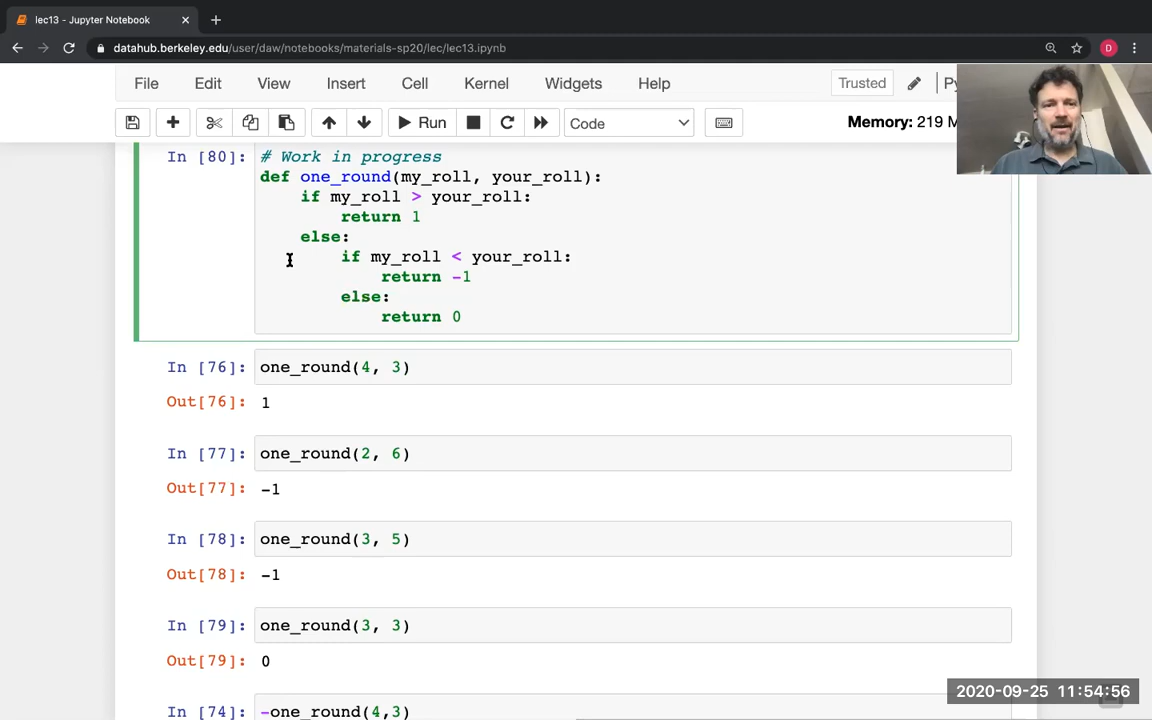 lec13 - Jupyter Notebook
datahub.berkeley.edu/user/daw/notebooks/materials-sp20/lec/lec13.ipynb
D
File Edit View Insert Cell Kernel Widgets Help Trusted Py
Run Code Memory: 219 M
In [80]: # Work in progress
def one_round(my_roll, your_roll):
    if my_roll > your_roll:
        return 1
    else:
        if my_roll < your_roll:
            return -1
        else:
            return 0
In [76]: one_round(4, 3)
Out[76]: 1
In [77]: one_round(2, 6)
Out[77]: -1
In [78]: one_round(3, 5)
Out[78]: -1
In [79]: one_round(3, 3)
Out[79]: 0
2020-09-25 11:54:56
In [74]: -one_round(4,3)